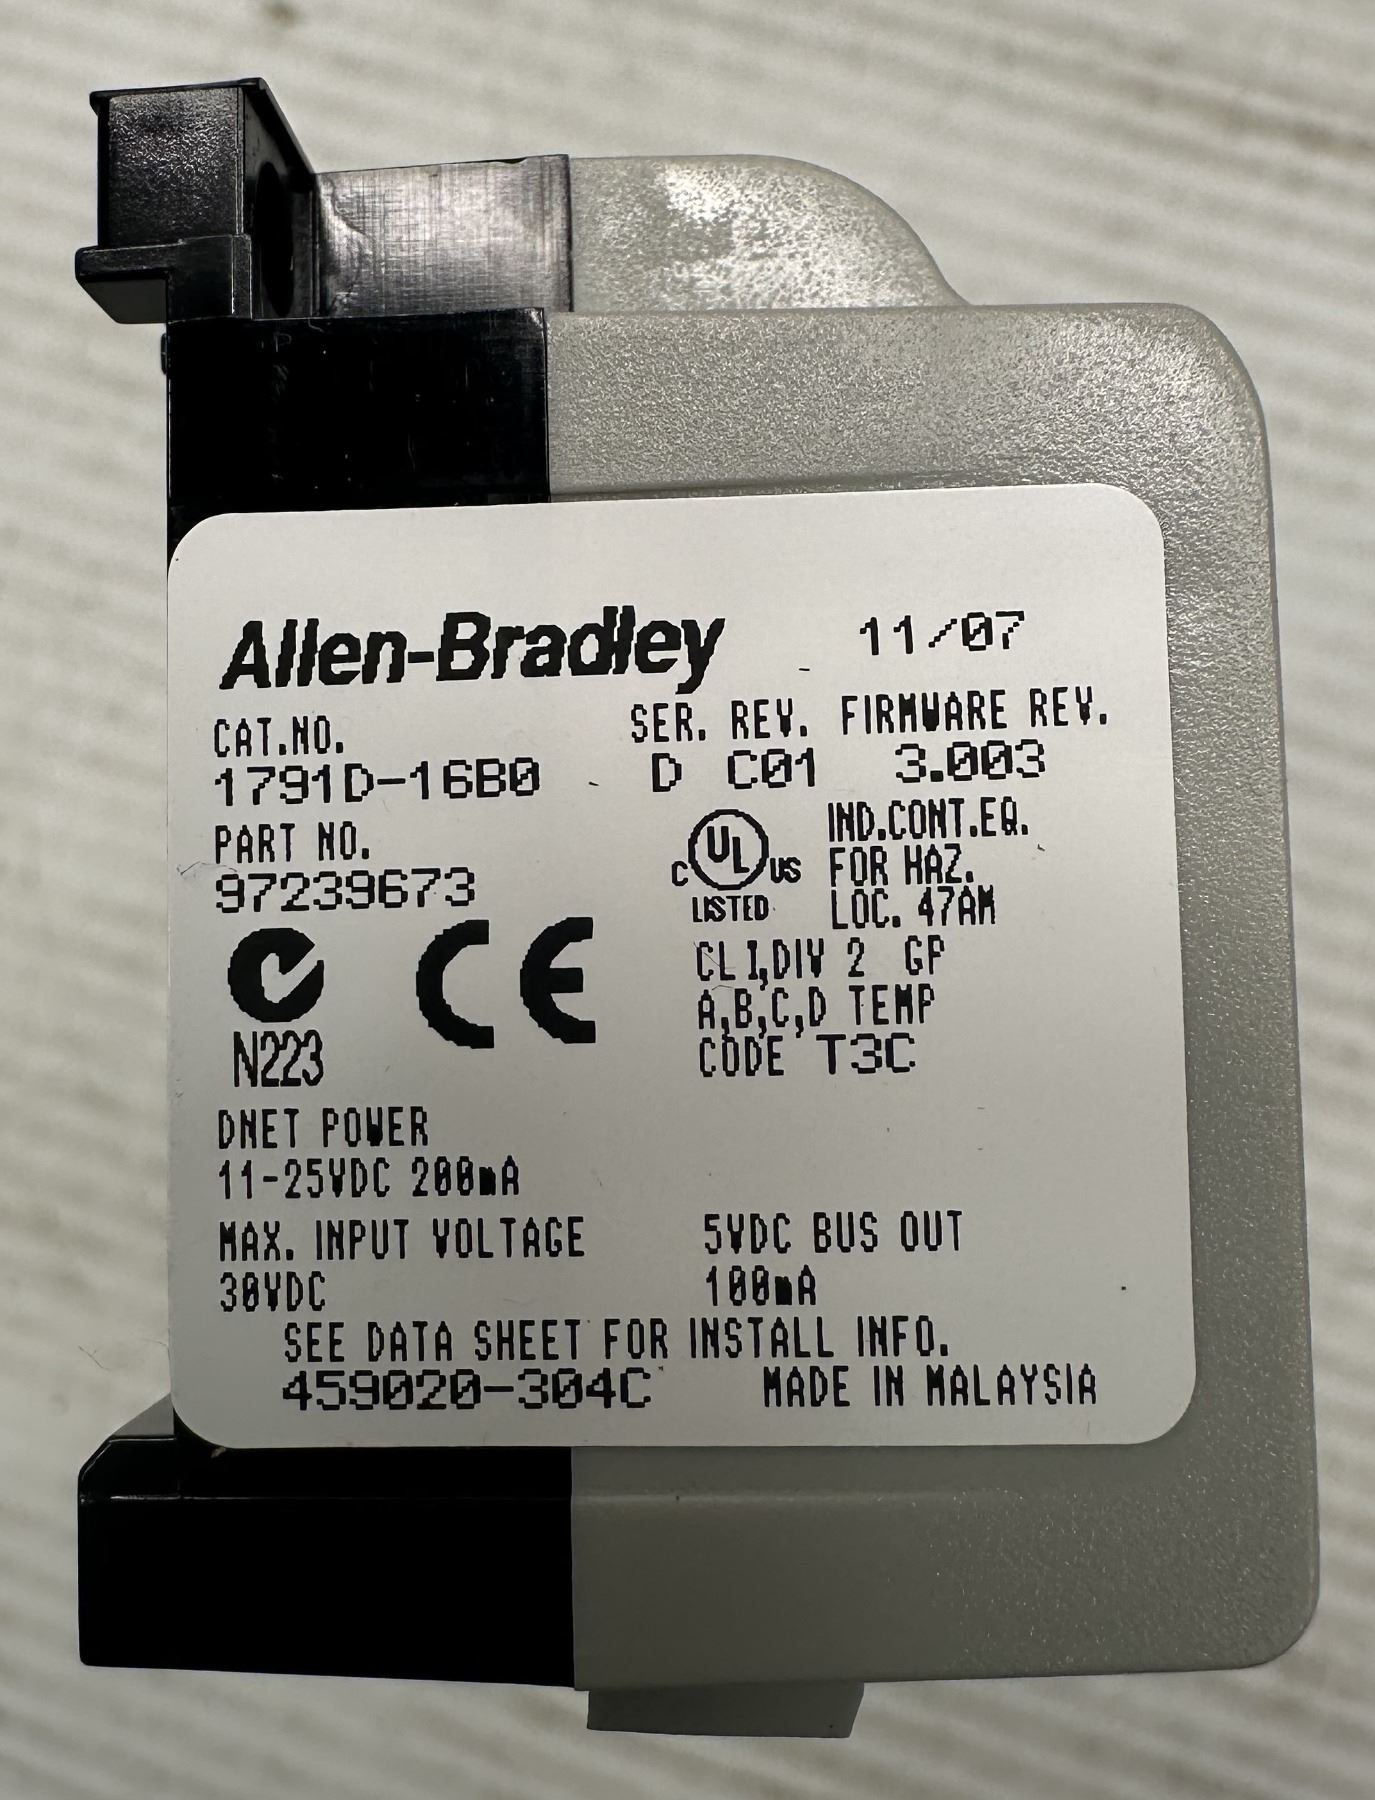 Allen-Bradley 11/07
CAT.NO. SER. REV. FIRMWARE REV.
1791D-16B0 D C01 3.003
PART NO.
97239673
C UL US
LISTED
IND.CONT.EQ.
FOR HAZ.
LOC. 47AM
N223
CE
CL I,DIV 2 GP
A,B,C,D TEMP
CODE T3C
DNET POWER
11-25VDC 200mA
MAX. INPUT VOLTAGE 5VDC BUS OUT
30VDC 100mA
SEE DATA SHEET FOR INSTALL INFO.
459020-304C MADE IN MALAYSIA